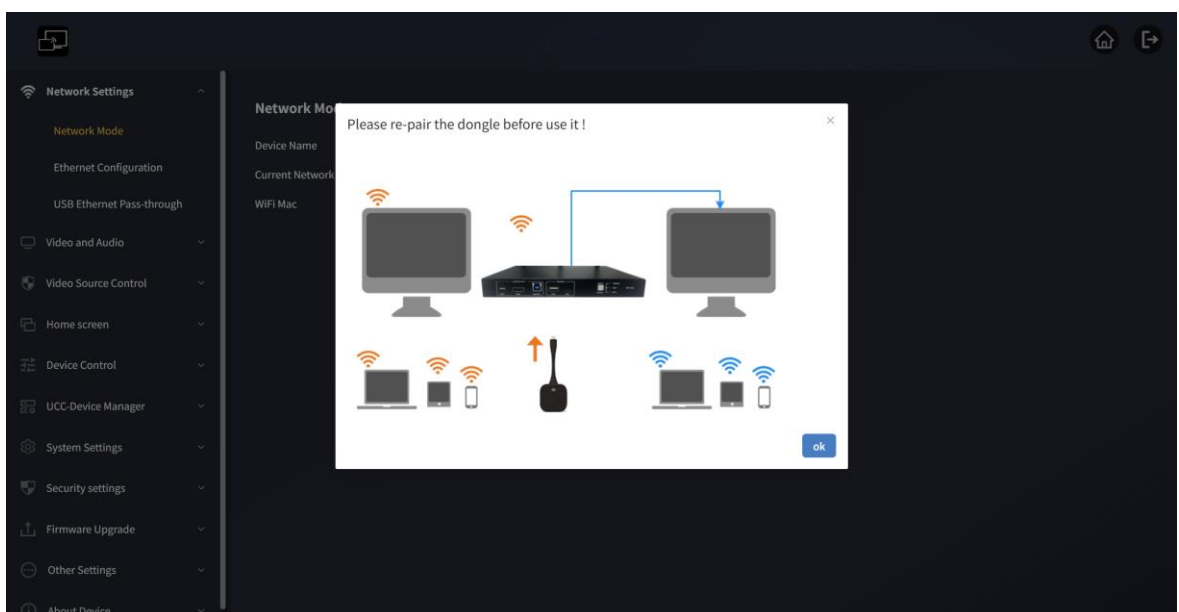 Network Settings
Network Mode
Ethernet Configuration
USB Ethernet Pass-through
Video and Audio
Video Source Control
Home screen
Device Control
UCC-Device Manager
System Settings
Security settings
Firmware Upgrade
Other Settings
About Device
Network Mo
Device Name
Current Network
WiFi Mac
Please re-pair the dongle before use it !
ok